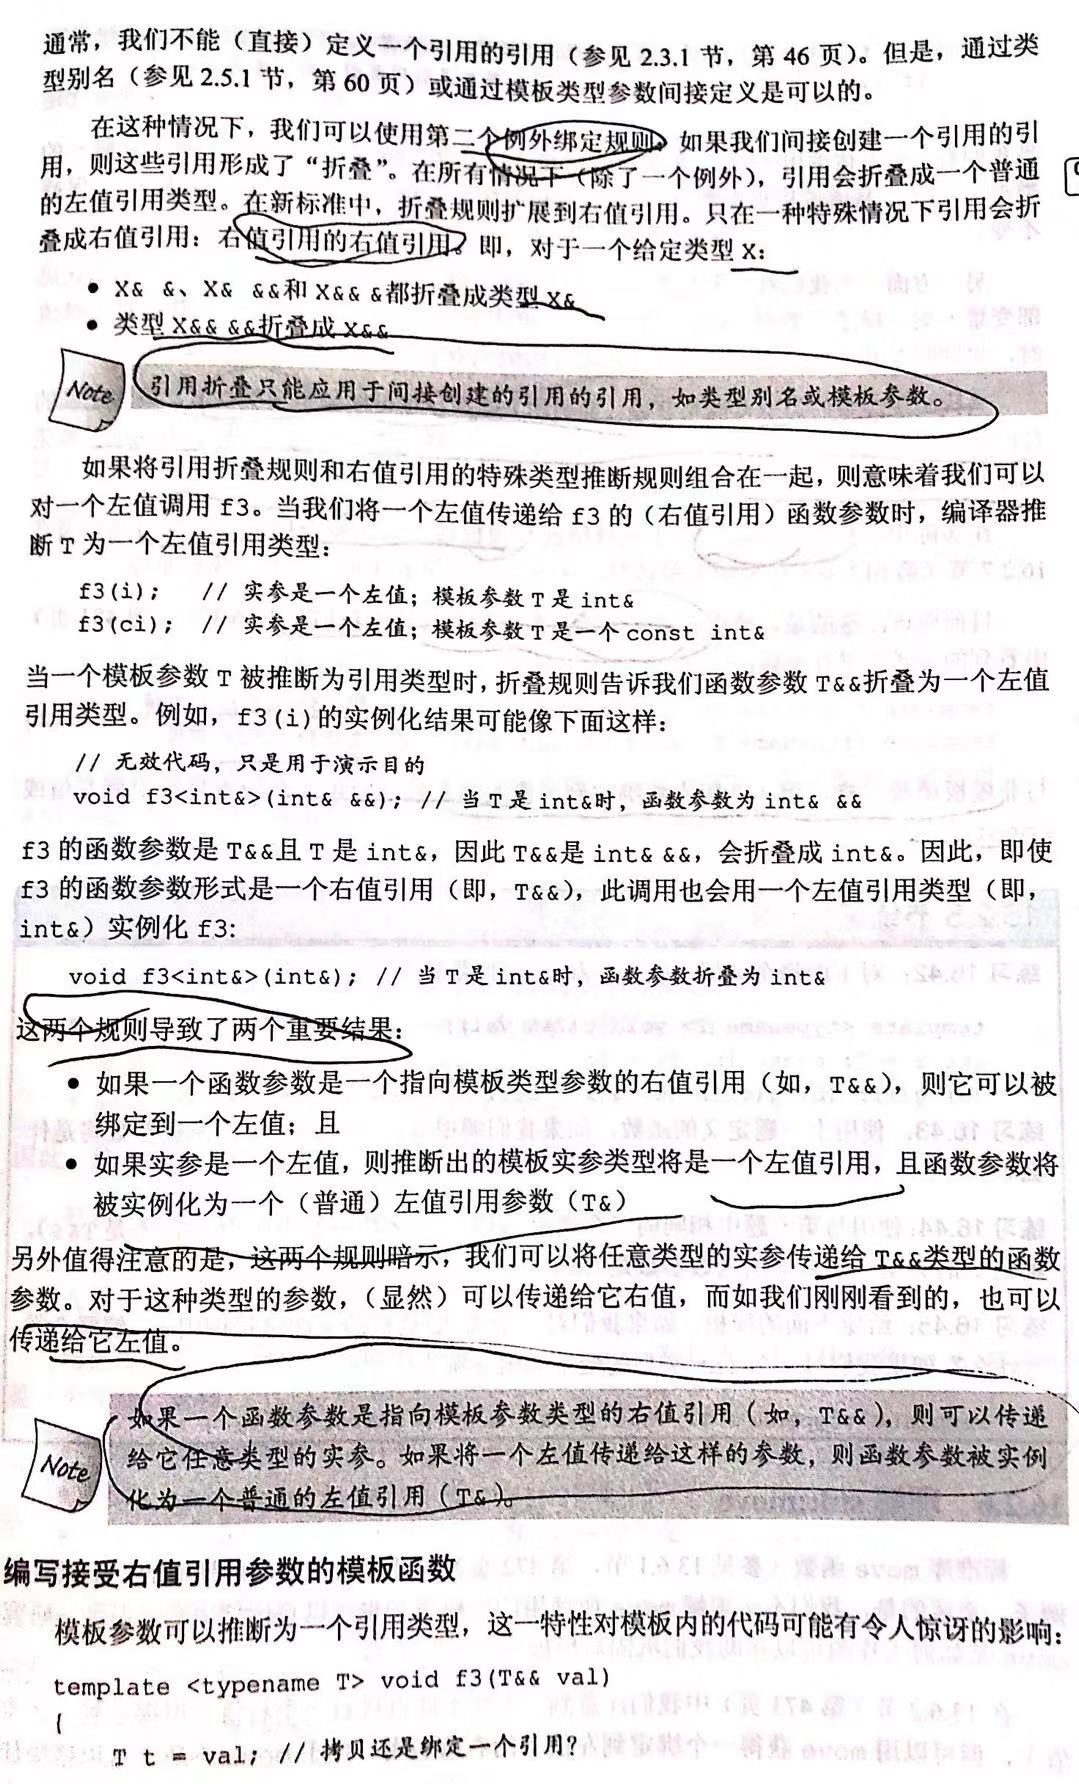 通常，我们不能（直接）定义一个引用的引用（参见 2.3.1 节，第 46 页）。但是，通过类
型别名（参见 2.5.1 节，第 60 页）或通过模板类型参数间接定义是可以的。
在这种情况下，我们可以使用第二个例外绑定规则：如果我们间接创建一个引用的引
用，则这些引用形成了“折叠”。在所有情况下（除了一个例外），引用会折叠成一个普通
的左值引用类型。在新标准中，折叠规则扩展到右值引用。只在一种特殊情况下引用会折
叠成右值引用：右值引用的右值引用。即，对于一个给定类型 X：
• X& &、X& &&和 X&& &都折叠成类型 X&
• 类型 X&& &&折叠成 X&&
Note 引用折叠只能应用于间接创建的引用的引用，如类型别名或模板参数。
如果将引用折叠规则和右值引用的特殊类型推断规则组合在一起，则意味着我们可以
对一个左值调用 f3。当我们将一个左值传递给 f3 的（右值引用）函数参数时，编译器推
断 T 为一个左值引用类型：
f3(i); // 实参是一个左值；模板参数 T 是 int&
f3(ci); // 实参是一个左值；模板参数 T 是一个 const int&
当一个模板参数 T 被推断为引用类型时，折叠规则告诉我们函数参数 T&&折叠为一个左值
引用类型。例如，f3(i)的实例化结果可能像下面这样：
// 无效代码，只是用于演示目的
void f3<int&>(int& &&); // 当 T 是 int&时，函数参数为 int& &&
f3 的函数参数是 T&&且 T 是 int&，因此 T&&是 int& &&，会折叠成 int&。因此，即使
f3 的函数参数形式是一个右值引用（即，T&&），此调用也会用一个左值引用类型（即，
int&）实例化 f3：
void f3<int&>(int&); // 当 T 是 int&时，函数参数折叠为 int&
这两个规则导致了两个重要结果：
• 如果一个函数参数是一个指向模板类型参数的右值引用（如，T&&），则它可以被
绑定到一个左值；且
• 如果实参是一个左值，则推断出的模板实参类型将是一个左值引用，且函数参数将
被实例化为一个（普通）左值引用参数（T&）
另外值得注意的是，这两个规则暗示，我们可以将任意类型的实参传递给 T&&类型的函数
参数。对于这种类型的参数，（显然）可以传递给它右值，而如我们刚刚看到的，也可以
传递给它左值。
如果一个函数参数是指向模板参数类型的右值引用（如，T&&），则可以传递
Note 给它任意类型的实参。如果将一个左值传递给这样的参数，则函数参数被实例
化为一个普通的左值引用（T&）。
编写接受右值引用参数的模板函数
模板参数可以推断为一个引用类型，这一特性对模板内的代码可能有令人惊讶的影响：
template <typename T> void f3(T&& val)
{
T t = val; // 拷贝还是绑定一个引用？